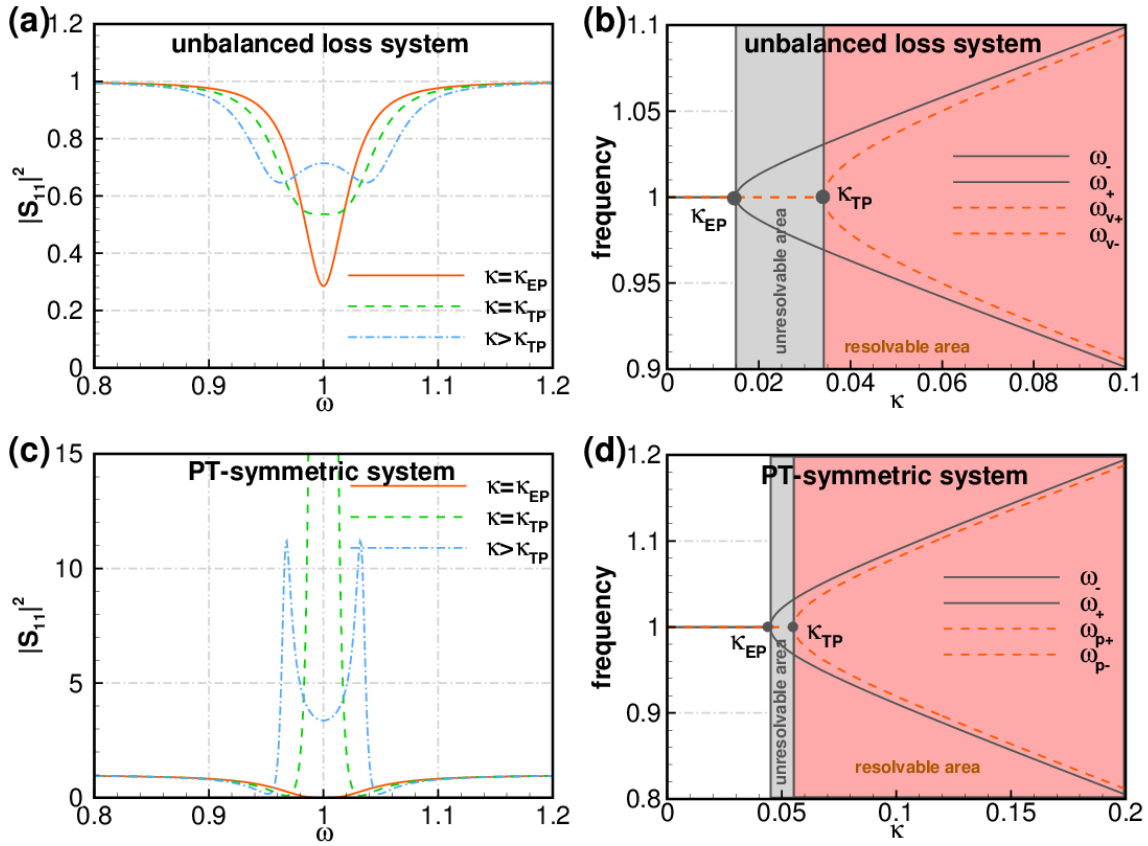 (a)
unbalanced loss system
|S11|²
1.2
1
0.8
0.6
0.4
0.2
0
κ=κEP
κ=κTP
κ>κTP
0.8
0.9
1
1.1
1.2
ω
(b)
unbalanced loss system
frequency
1.1
1.05
1
0.95
0.9
κEP
κTP
ω-
ω+
ωv+
ωv-
unresolvable area
resolvable area
0
0.02
0.04
0.06
0.08
0.1
κ
(c)
PT-symmetric system
|S11|²
15
10
5
0
κ=κEP
κ=κTP
κ>κTP
0.8
0.9
1
1.1
1.2
ω
(d)
PT-symmetric system
frequency
1.2
1.1
1
0.9
0.8
κEP
κTP
ω-
ω+
ωp+
ωp-
unresolvable area
resolvable area
0
0.05
0.1
0.15
0.2
κ